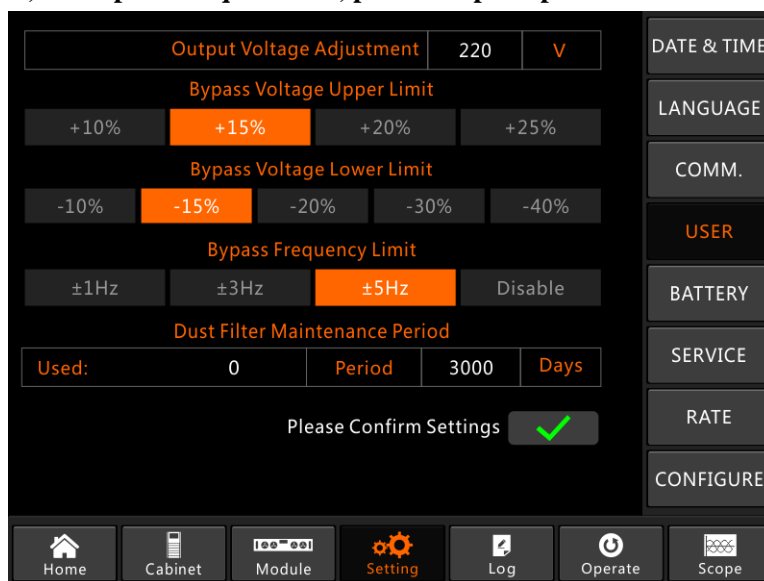 Output Voltage Adjustment 220 V
Bypass Voltage Upper Limit
+10% +15% +20% +25%
Bypass Voltage Lower Limit
-10% -15% -20% -30% -40%
Bypass Frequency Limit
±1Hz ±3Hz ±5Hz Disable
Dust Filter Maintenance Period
Used: 0 Period 3000 Days
Please Confirm Settings
DATE & TIME
LANGUAGE
COMM.
USER
BATTERY
SERVICE
RATE
CONFIGURE
Home Cabinet Module Setting Log Operate Scope